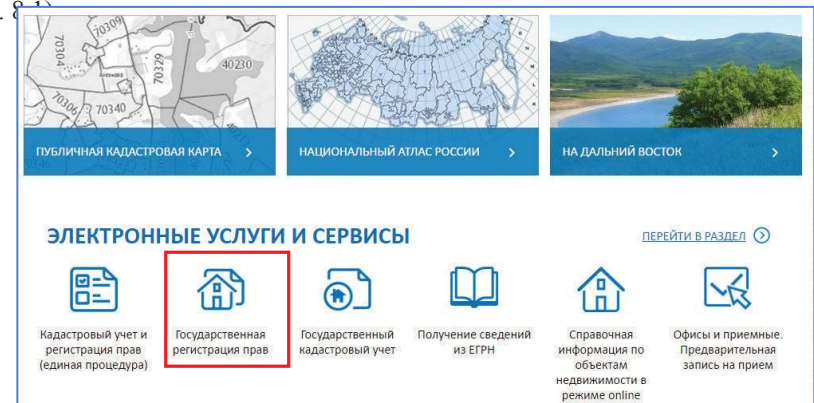 . 8.1)
70309
70304
70329
40230
70306
70340
ПУБЛИЧНАЯ КАДАСТРОВАЯ КАРТА >
НАЦИОНАЛЬНЫЙ АТЛАС РОССИИ >
НА ДАЛЬНИЙ ВОСТОК >
ЭЛЕКТРОННЫЕ УСЛУГИ И СЕРВИСЫ
ПЕРЕЙТИ В РАЗДЕЛ
Кадастровый учет и
регистрация прав
(единая процедура)
Государственная
регистрация прав
Государственный
кадастровый учет
Получение сведений
из ЕГРН
Справочная
информация по
объектам
недвижимости в
режиме online
Офисы и приемные.
Предварительная
запись на прием